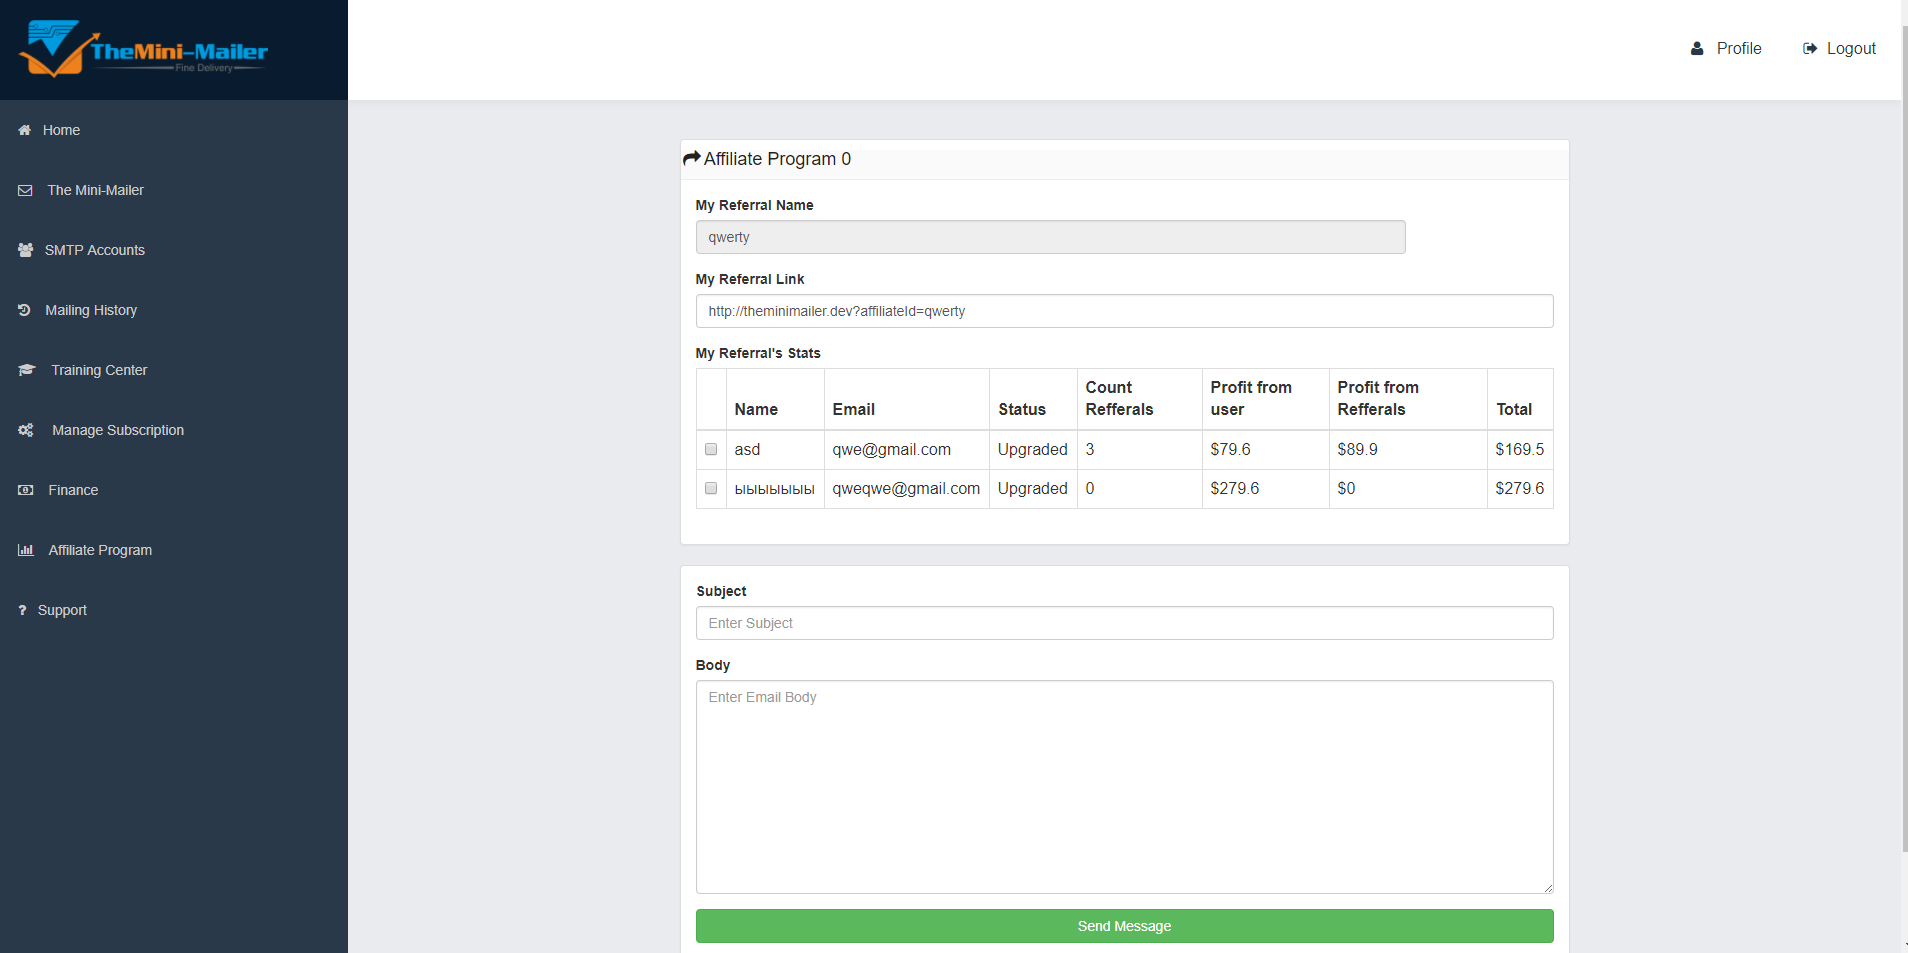 TheMini-Mailer
Fine Delivery
Profile
Logout
Home
The Mini-Mailer
SMTP Accounts
Mailing History
Training Center
Manage Subscription
Finance
Affiliate Program
? Support
Affiliate Program 0
My Referral Name
qwerty
My Referral Link
http://theminimailer.dev?affiliateId=qwerty
My Referral's Stats
Name Email Status Count Refferals Profit from user Profit from Refferals Total
asd qwe@gmail.com Upgraded 3 $79.6 $89.9 $169.5
ыыыыыыы qweqwe@gmail.com Upgraded 0 $279.6 $0 $279.6
Subject
Enter Subject
Body
Enter Email Body
Send Message